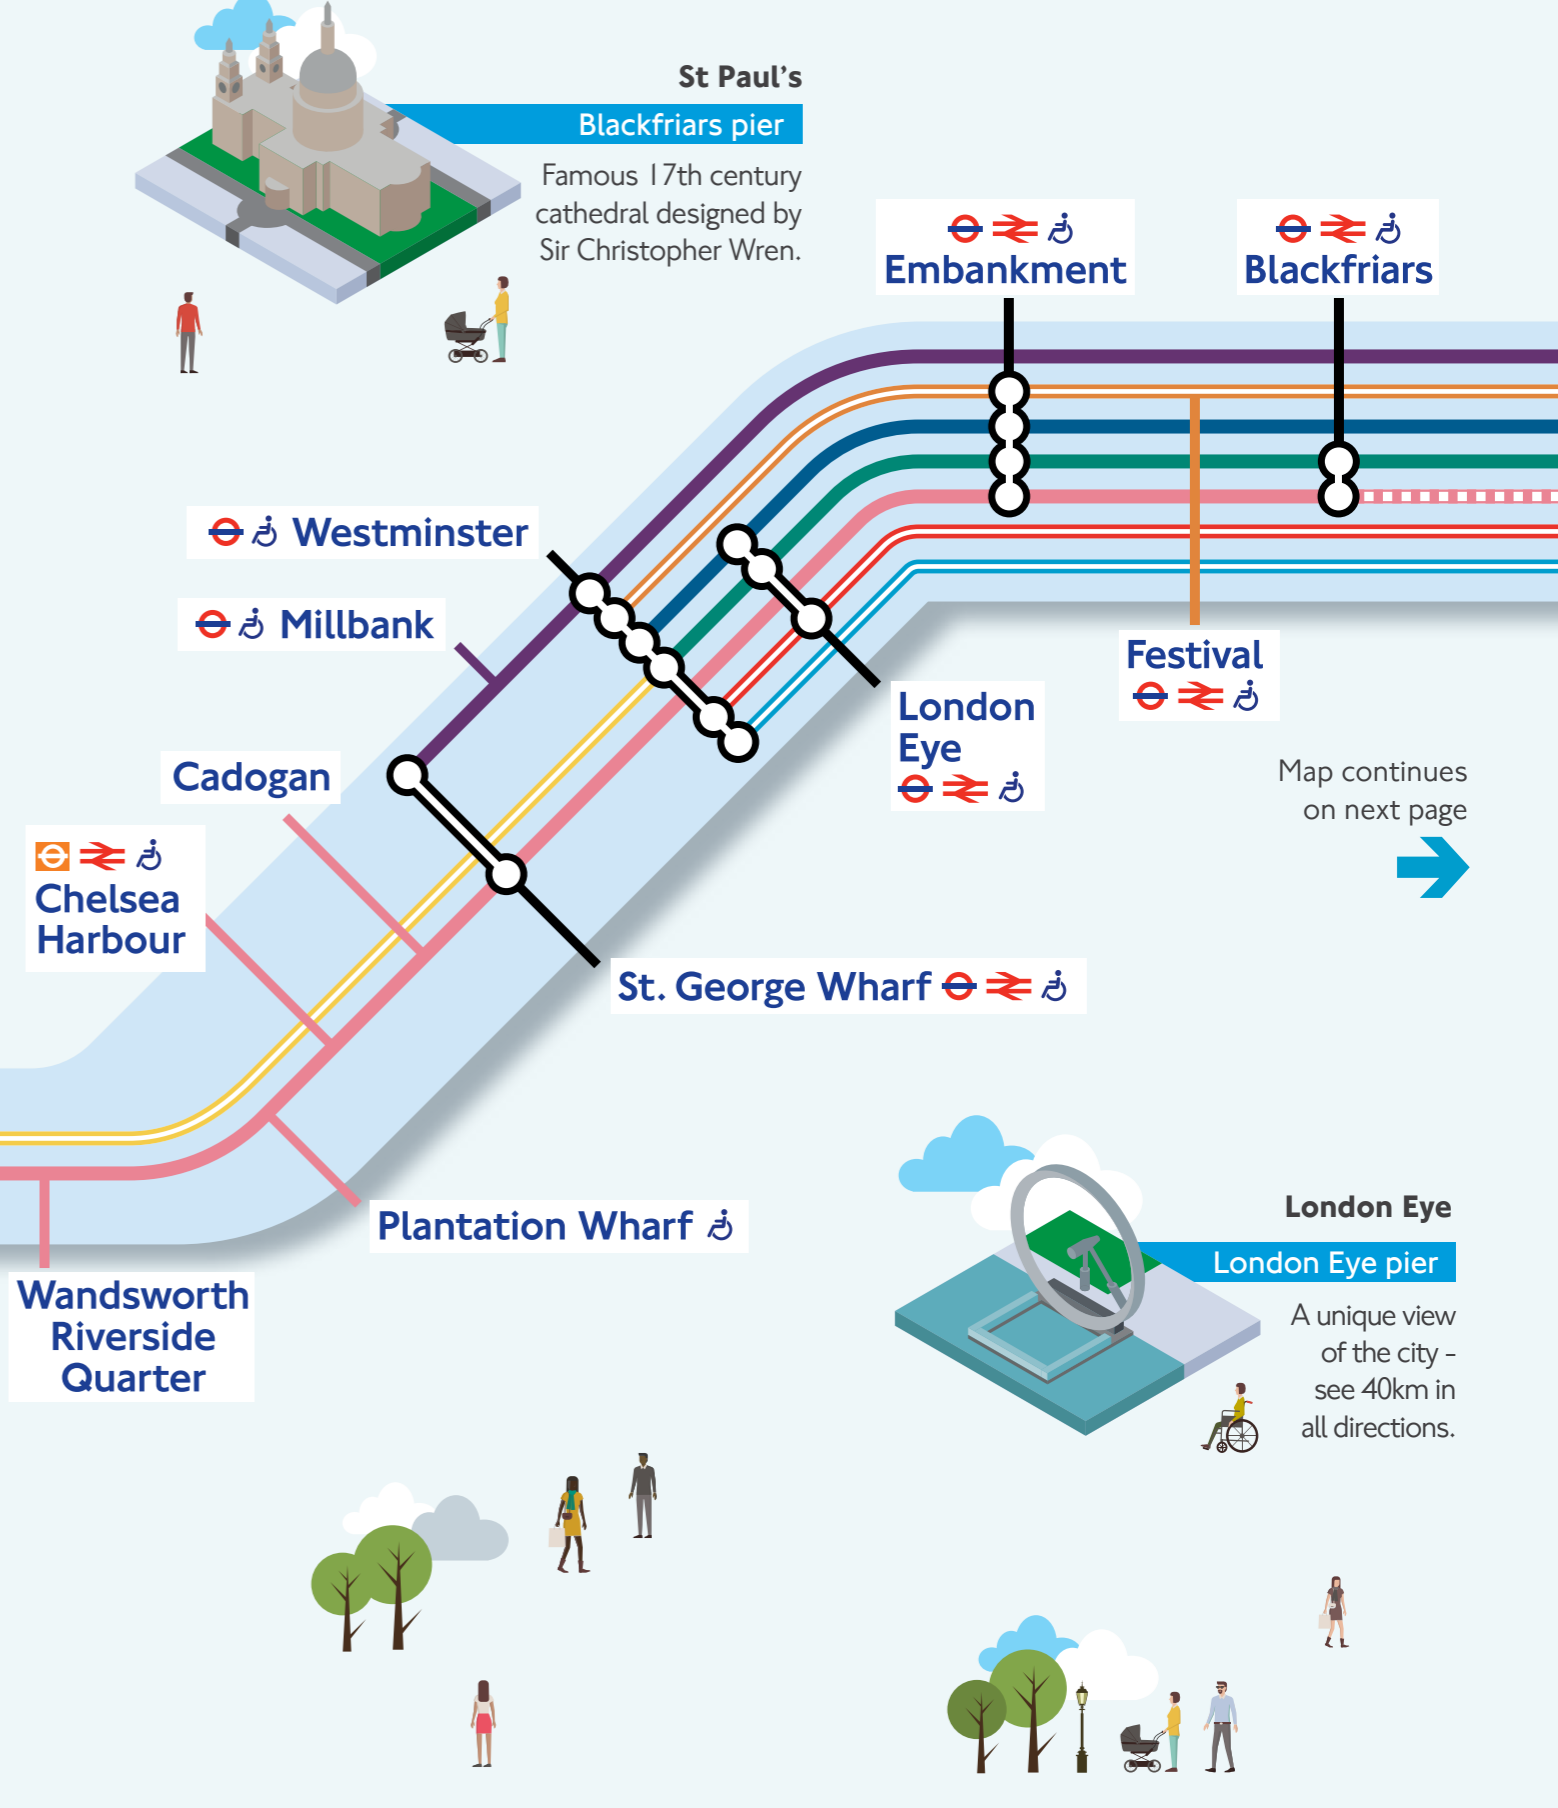 St Paul's
Blackfriars pier
Famous 17th century
cathedral designed by
Sir Christopher Wren.
Embankment
Blackfriars
Westminster
Millbank
Festival
London
Eye
Cadogan
Map continues
on next page
Chelsea
Harbour
St. George Wharf
Plantation Wharf
Wandsworth
Riverside
Quarter
London Eye
London Eye pier
A unique view
of the city -
see 40km in
all directions.